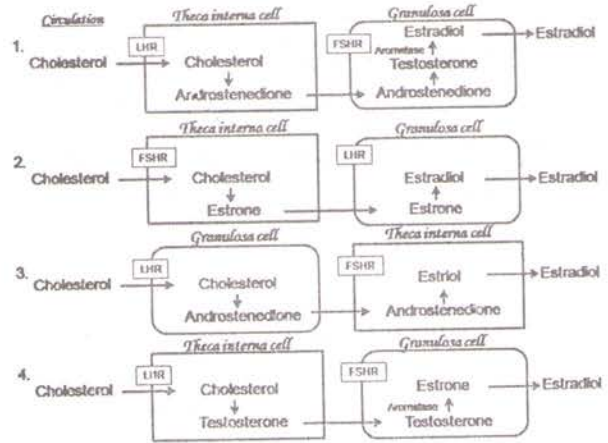 Circulation
Theca interna cell
Granulosa cell
1.
LHR
FSHR
Estradiol
Estradiol
Aromatase
Cholesterol
Cholesterol
Testosterone
Androstenedione
Androstenedione
Theca interna cell
Granulosa cell
2.
FSHR
LHR
Cholesterol
Cholesterol
Estradiol
Estradiol
Estrone
Estrone
Granulosa cell
Theca interna cell
3.
LHR
FSHR
Cholesterol
Cholesterol
Estriol
Estradiol
Androstenedione
Androstenedione
Theca interna cell
Granulosa cell
4.
LHR
FSHR
Cholesterol
Cholesterol
Estrone
Estradiol
Aromatase
Testosterone
Testosterone